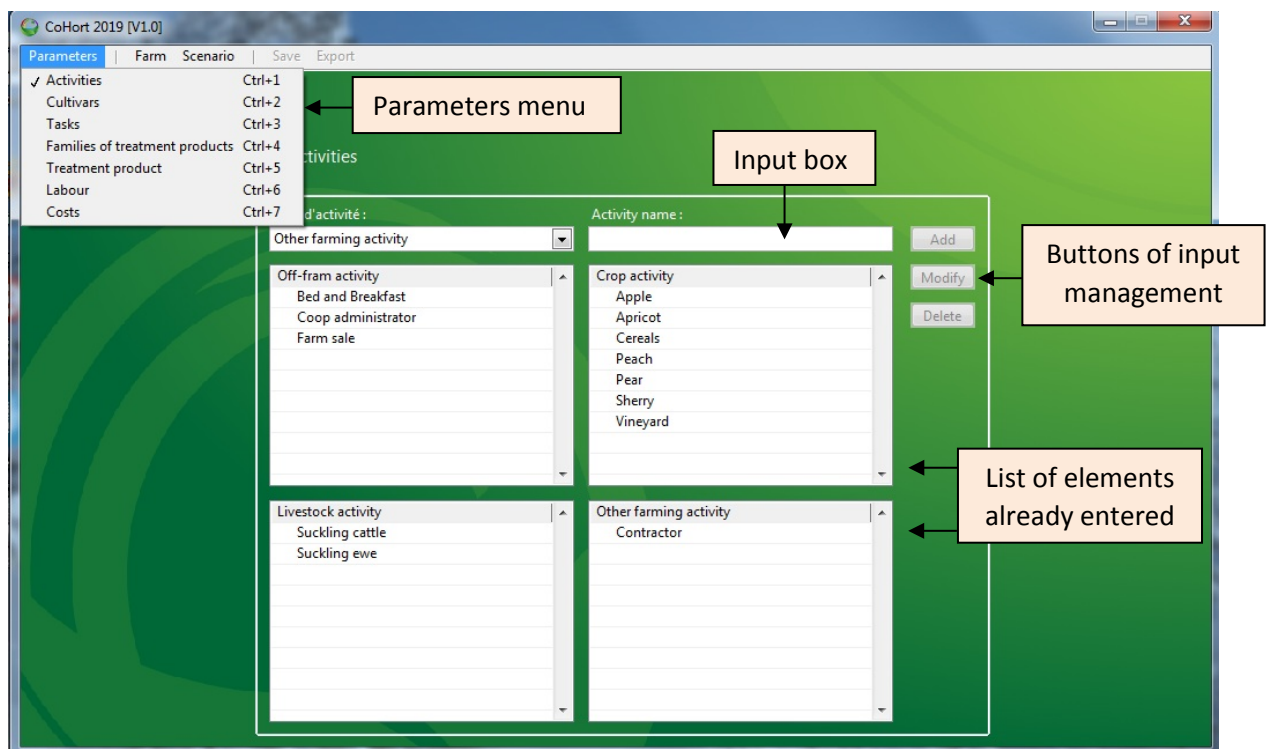 CoHort 2019 [V1.0]
Parameters | Farm Scenario | Save Export
✓ Activities Ctrl+1
Cultivars Ctrl+2
Tasks Ctrl+3
Families of treatment products Ctrl+4
Treatment product Ctrl+5
Labour Ctrl+6
Costs Ctrl+7
Parameters menu
ctivities
Input box
d'activité :
Activity name :
Other farming activity
Add
Modify
Delete
Buttons of input
management
Off-fram activity
Bed and Breakfast
Coop administrator
Farm sale
Crop activity
Apple
Apricot
Cereals
Peach
Pear
Sherry
Vineyard
List of elements
already entered
Livestock activity
Suckling cattle
Suckling ewe
Other farming activity
Contractor